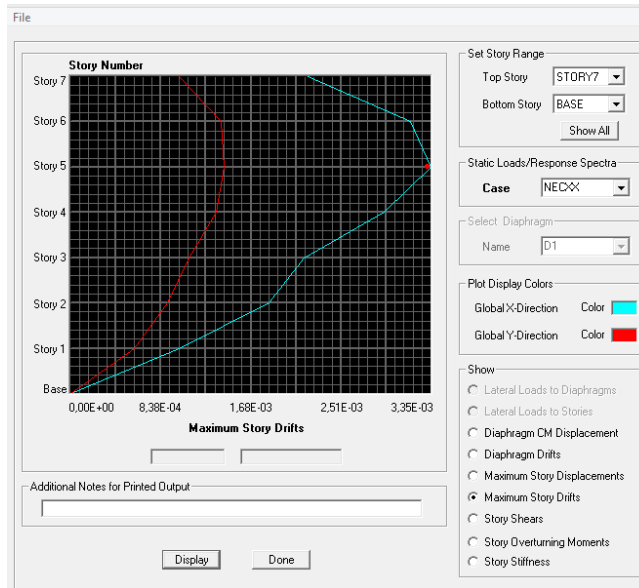 File
Story Number
Story 7
Story 6
Story 5
Story 4
Story 3
Story 2
Story 1
Base
0,00E+00 8,38E-04 1,68E-03 2,51E-03 3,35E-03
Maximum Story Drifts
Additional Notes for Printed Output
Display Done
Set Story Range
Top Story STORY7
Bottom Story BASE
Show All
Static Loads/Response Spectra
Case NECXX
Select Diaphragm
Name D1
Plot Display Colors
Global X-Direction Color
Global Y-Direction Color
Show
Lateral Loads to Diaphragms
Lateral Loads to Stories
Diaphragm CM Displacement
Diaphragm Drifts
Maximum Story Displacements
Maximum Story Drifts
Story Shears
Story Overturning Moments
Story Stiffness